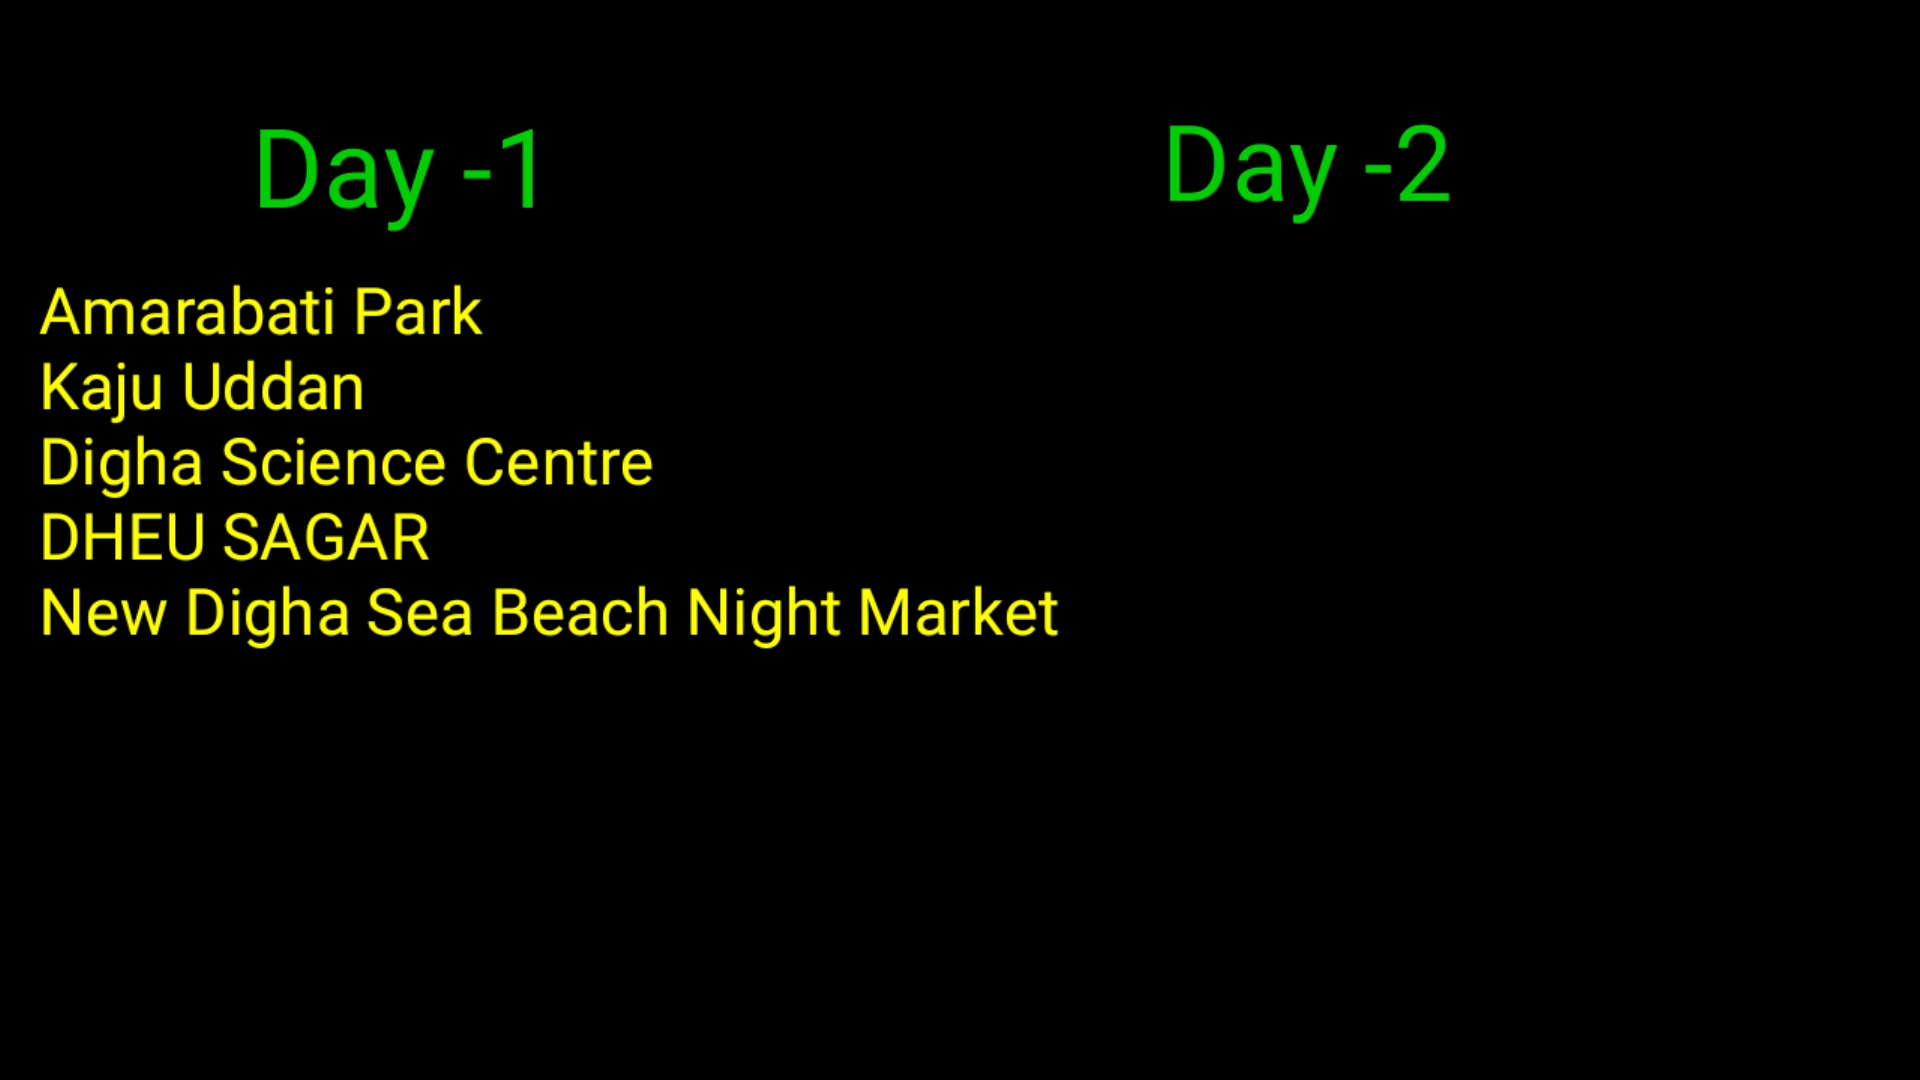 Day -1
Day -2
Amarabati Park
Kaju Uddan
Digha Science Centre
DHEU SAGAR
New Digha Sea Beach Night Market